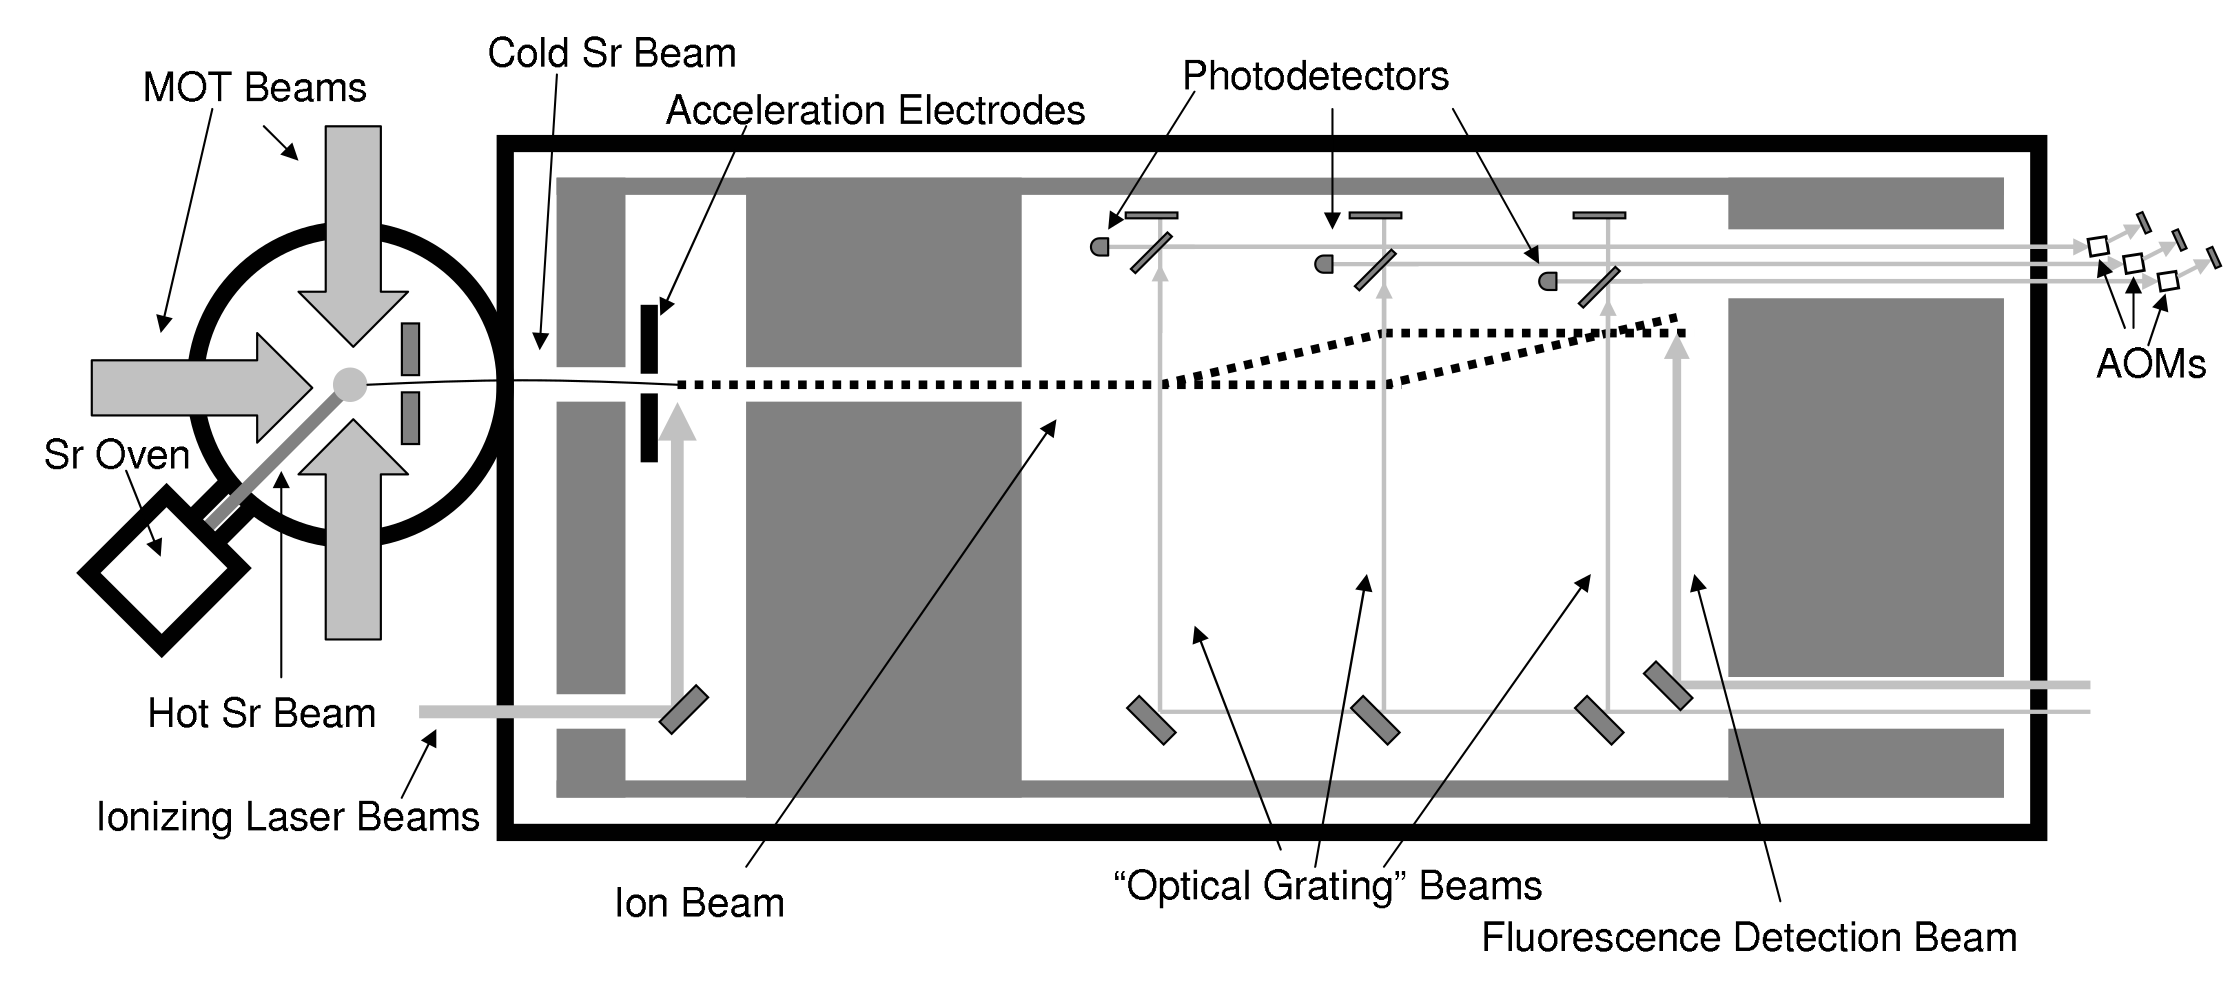 Cold Sr Beam
MOT Beams
Photodetectors
Acceleration Electrodes
AOMs
Sr Oven
Hot Sr Beam
Ionizing Laser Beams
Ion Beam
“Optical Grating” Beams
Fluorescence Detection Beam